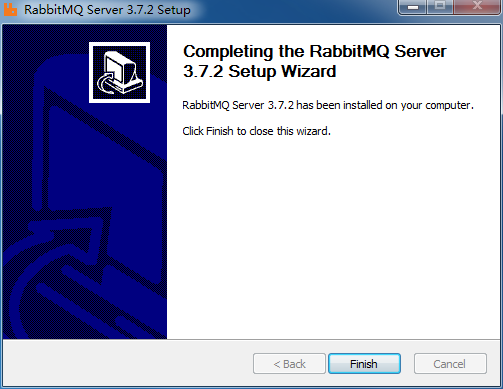 RabbitMQ Server 3.7.2 Setup
Completing the RabbitMQ Server
3.7.2 Setup Wizard
RabbitMQ Server 3.7.2 has been installed on your computer.
Click Finish to close this wizard.
< Back
Finish
Cancel